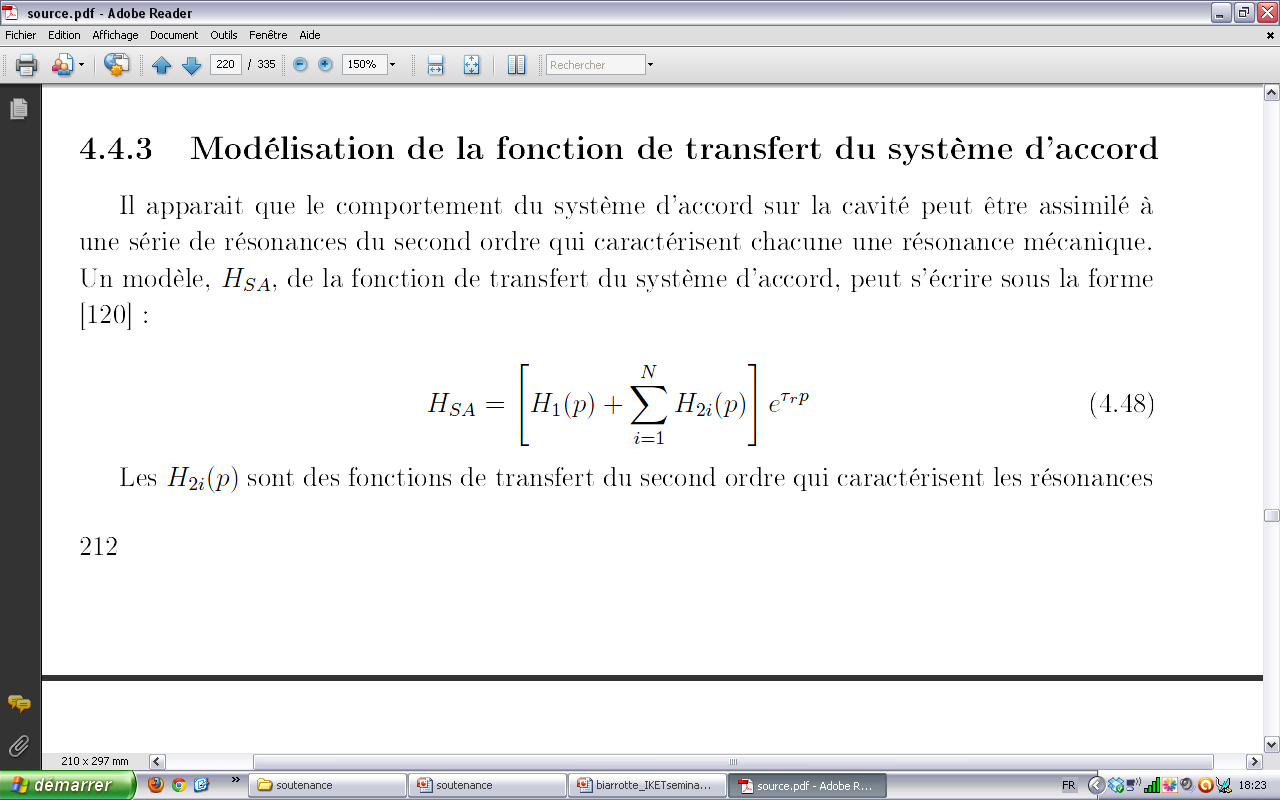 source.pdf - Adobe Reader
Fichier Edition Affichage Document Outils Fenêtre Aide
220 / 335 150% Rechercher
4.4.3 Modélisation de la fonction de transfert du système d'accord
Il apparait que le comportement du système d'accord sur la cavité peut être assimilé à
une série de résonances du second ordre qui caractérisent chacune une résonance mécanique.
Un modèle, H_{SA}, de la fonction de transfert du système d'accord, peut s'écrire sous la forme
[120] :
H_{SA} = [H_1(p) + \sum_{i=1}^{N} H_{2i}(p)] e^{τ_r p} (4.48)
Les H_{2i}(p) sont des fonctions de transfert du second ordre qui caractérisent les résonances
212
210 x 297 mm
démarrer » soutenance soutenance biarrotte_IKETsemina... source.pdf - Adobe R... FR 18:23